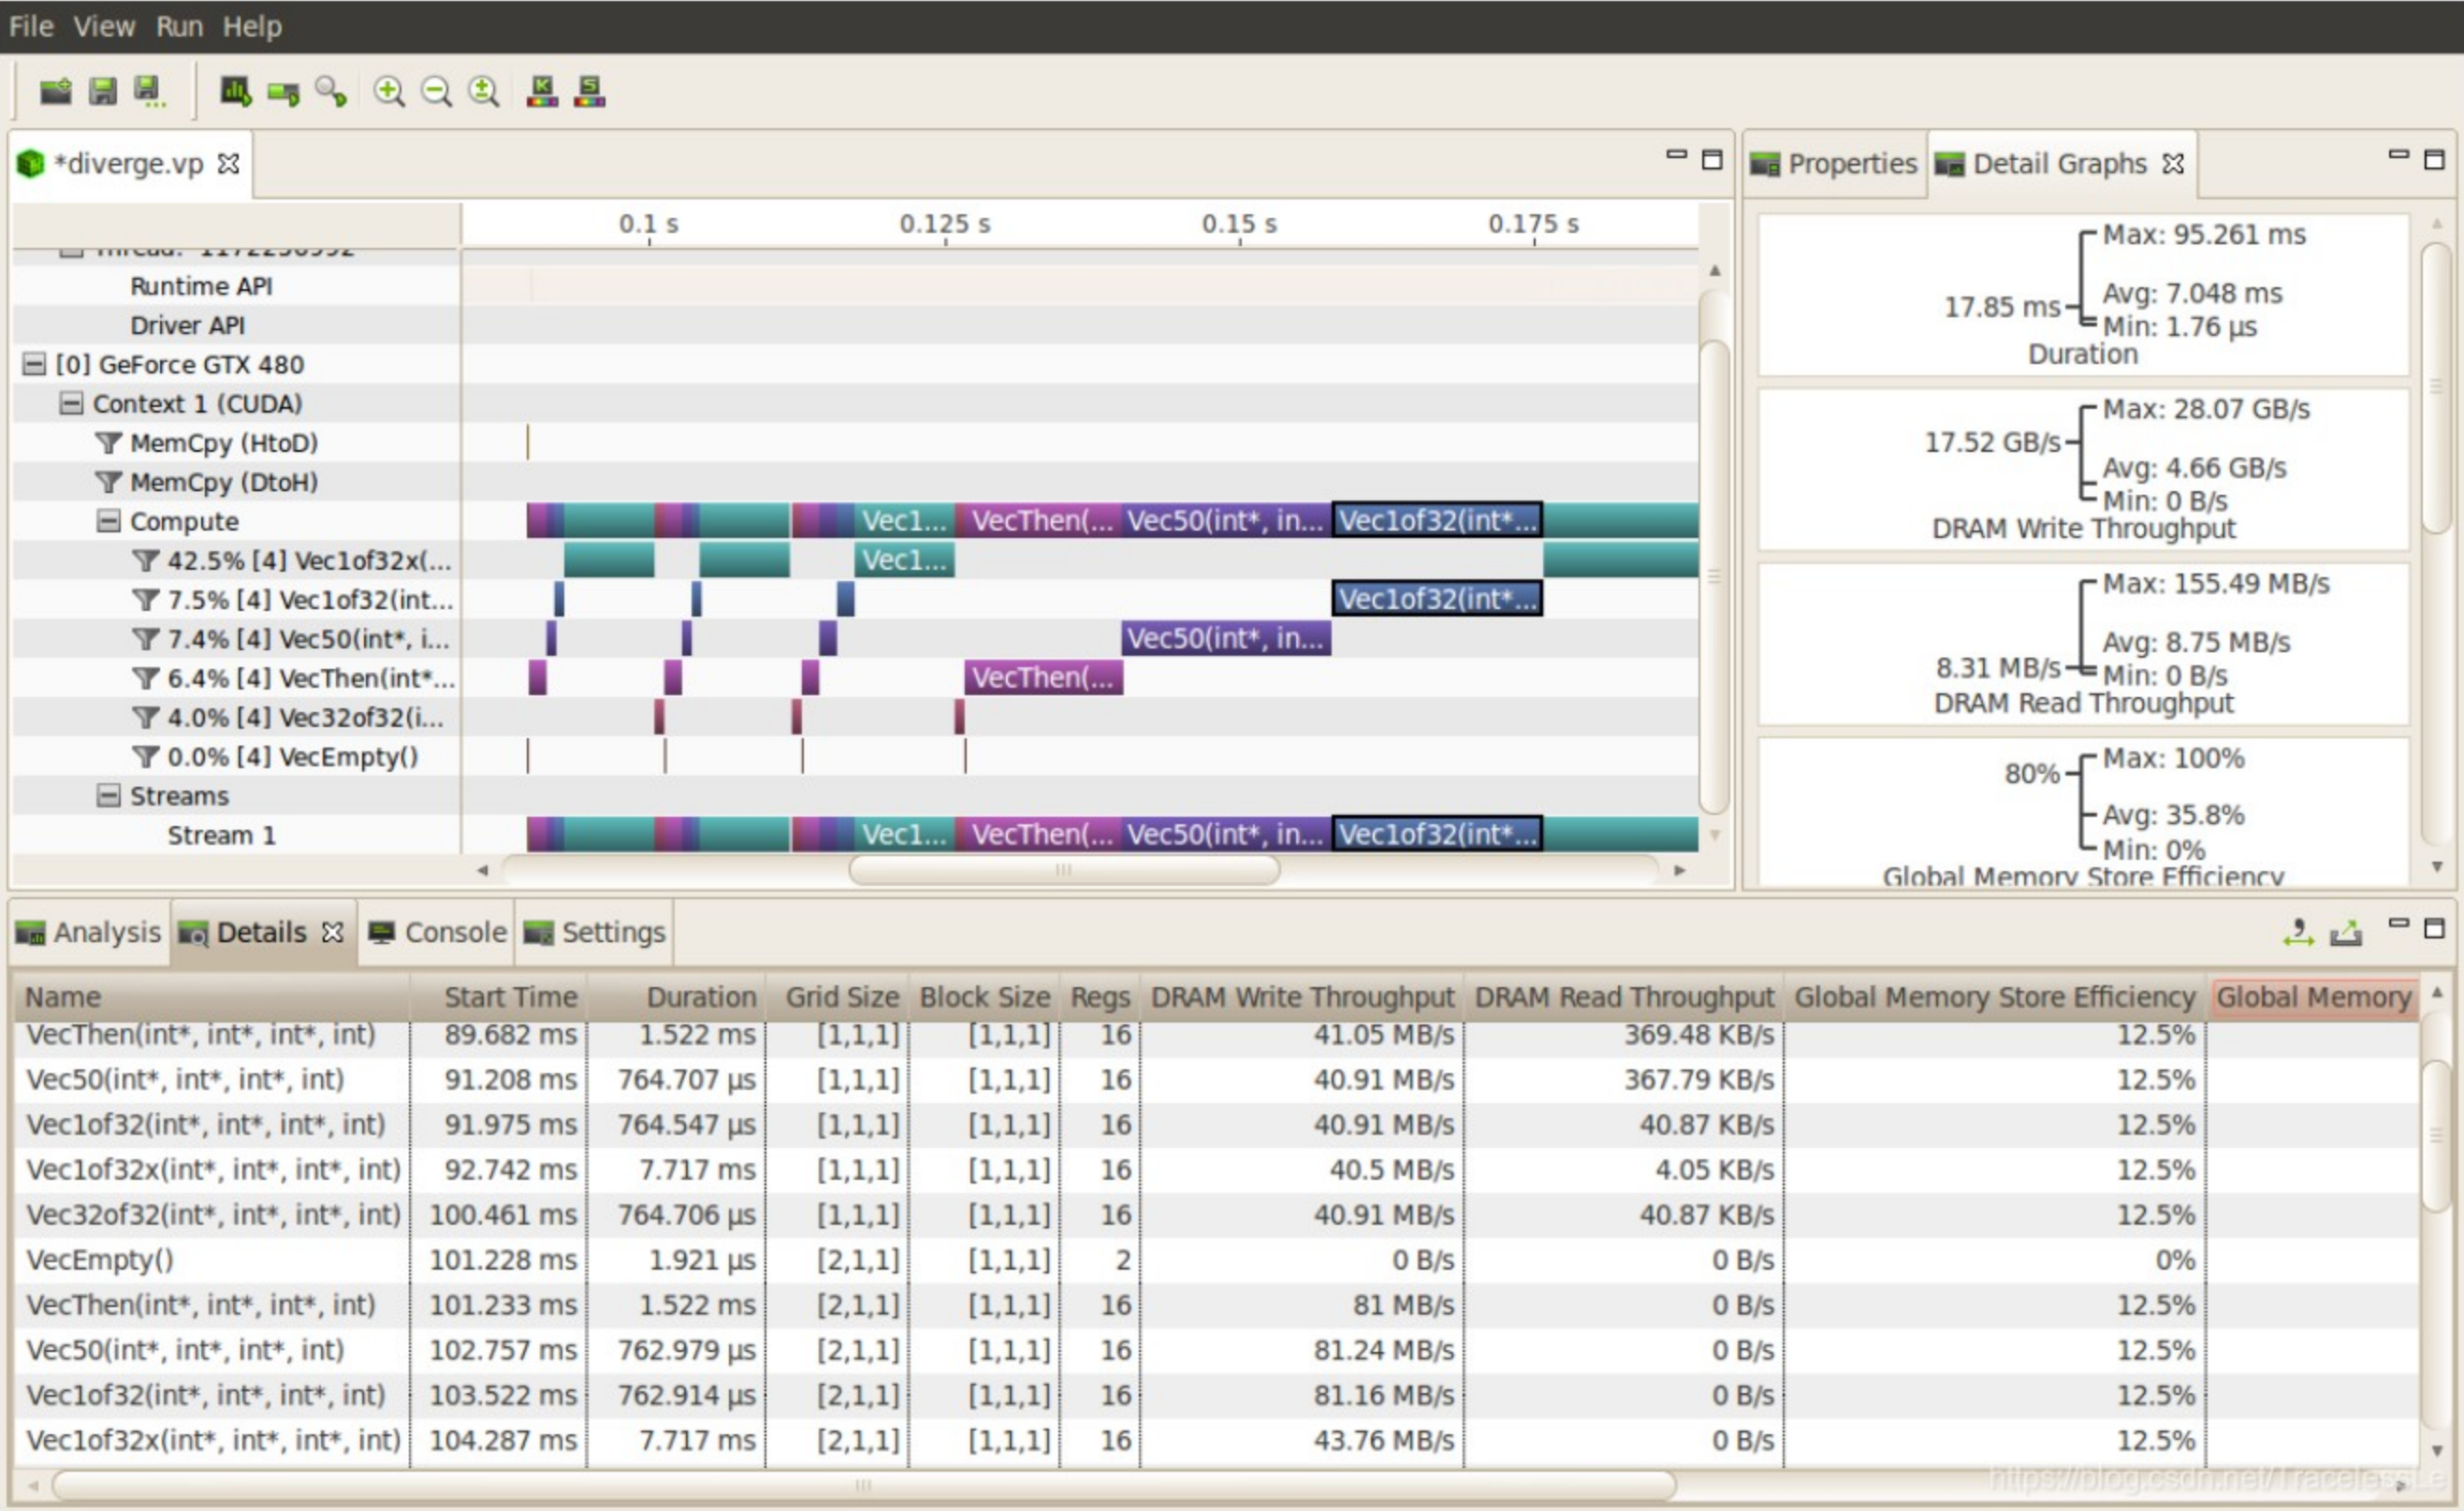 File View Run Help
*diverge.vp
0.1 s 0.125 s 0.15 s 0.175 s
Runtime API
Driver API
[0] GeForce GTX 480
Context 1 (CUDA)
MemCpy (HtoD)
MemCpy (DtoH)
Compute Vec1... VecThen(... Vec50(int*, in... Vec1of32(int*...
42.5% [4] Vec1of32x(... Vec1...
7.5% [4] Vec1of32(int... Vec1of32(int*...
7.4% [4] Vec50(int*, i... Vec50(int*, in...
6.4% [4] VecThen(int*... VecThen(...
4.0% [4] Vec32of32(i...
0.0% [4] VecEmpty()
Streams
Stream 1 Vec1... VecThen(... Vec50(int*, in... Vec1of32(int*...
Properties Detail Graphs
Max: 95.261 ms
Avg: 7.048 ms
17.85 ms
Min: 1.76 µs
Duration
Max: 28.07 GB/s
17.52 GB/s
Avg: 4.66 GB/s
Min: 0 B/s
DRAM Write Throughput
Max: 155.49 MB/s
Avg: 8.75 MB/s
8.31 MB/s
Min: 0 B/s
DRAM Read Throughput
Max: 100%
80%
Avg: 35.8%
Min: 0%
Global Memory Store Efficiency
Analysis Details Console Settings
Name Start Time Duration Grid Size Block Size Regs DRAM Write Throughput DRAM Read Throughput Global Memory Store Efficiency Global Memory
VecThen(int*, int*, int*, int) 89.682 ms 1.522 ms [1,1,1] [1,1,1] 16 41.05 MB/s 369.48 KB/s 12.5%
Vec50(int*, int*, int*, int) 91.208 ms 764.707 µs [1,1,1] [1,1,1] 16 40.91 MB/s 367.79 KB/s 12.5%
Vec1of32(int*, int*, int*, int) 91.975 ms 764.547 µs [1,1,1] [1,1,1] 16 40.91 MB/s 40.87 KB/s 12.5%
Vec1of32x(int*, int*, int*, int) 92.742 ms 7.717 ms [1,1,1] [1,1,1] 16 40.5 MB/s 4.05 KB/s 12.5%
Vec32of32(int*, int*, int*, int) 100.461 ms 764.706 µs [1,1,1] [1,1,1] 16 40.91 MB/s 40.87 KB/s 12.5%
VecEmpty() 101.228 ms 1.921 µs [2,1,1] [1,1,1] 2 0 B/s 0 B/s 0%
VecThen(int*, int*, int*, int) 101.233 ms 1.522 ms [2,1,1] [1,1,1] 16 81 MB/s 0 B/s 12.5%
Vec50(int*, int*, int*, int) 102.757 ms 762.979 µs [2,1,1] [1,1,1] 16 81.24 MB/s 0 B/s 12.5%
Vec1of32(int*, int*, int*, int) 103.522 ms 762.914 µs [2,1,1] [1,1,1] 16 81.16 MB/s 0 B/s 12.5%
Vec1of32x(int*, int*, int*, int) 104.287 ms 7.717 ms [2,1,1] [1,1,1] 16 43.76 MB/s 0 B/s 12.5%
https://blog.csdn.net/TracelessLe